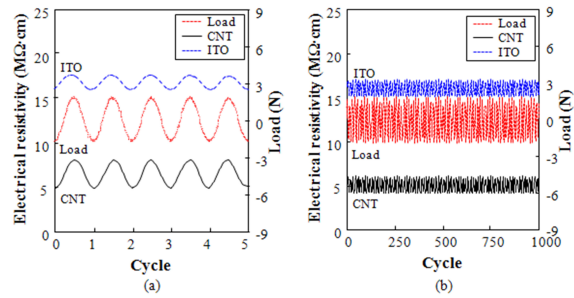 Electrical resistivity (MΩ·cm)
25
20
15
10
5
0
Load
CNT
ITO
ITO
Load
CNT
9
6
3
0
-3
-6
-9
Load (N)
0 1 2 3 4 5
Cycle
(a)
Electrical resistivity (MΩ·cm)
25
20
15
10
5
0
Load
CNT
ITO
ITO
Load
CNT
9
6
3
0
-3
-6
-9
Load (N)
0 250 500 750 1000
Cycle
(b)